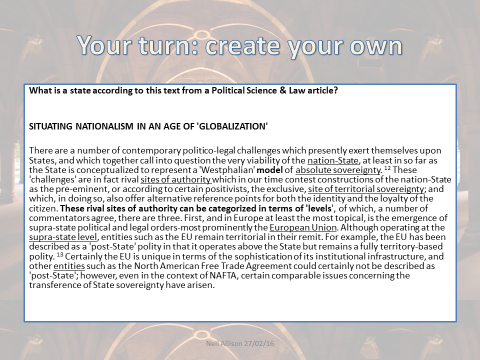 Your turn: create your own
What is a state according to this text from a Political Science & Law article?
SITUATING NATIONALISM IN AN AGE OF 'GLOBALIZATION'
There are a number of contemporary politico-legal challenges which presently exert themselves upon
States, and which together call into question the very viability of the nation-State, at least in so far as
the State is conceptualized to represent a 'Westphalian' model of absolute sovereignty. 12 These
'challenges' are in fact rival sites of authority which in our time contest constructions of the nation-State
as the pre-eminent, or according to certain positivists, the exclusive, site of territorial sovereignty; and
which, in doing so, also offer alternative reference points for both the identity and the loyalty of the
citizen. These rival sites of authority can be categorized in terms of 'levels', of which, a number of
commentators agree, there are three. First, and in Europe at least the most topical, is the emergence of
supra-state political and legal orders-most prominently the European Union. Although operating at the
supra-state level, entities such as the EU remain territorial in their remit. For example, the EU has been
described as a 'post-State' polity in that it operates above the State but remains a fully territory-based
polity. 13 Certainly the EU is unique in terms of the sophistication of its institutional infrastructure, and
other entities such as the North American Free Trade Agreement could certainly not be described as
'post-State'; however, even in the context of NAFTA, certain comparable issues concerning the
transference of State sovereignty have arisen.
Neil Allison 27/02/16